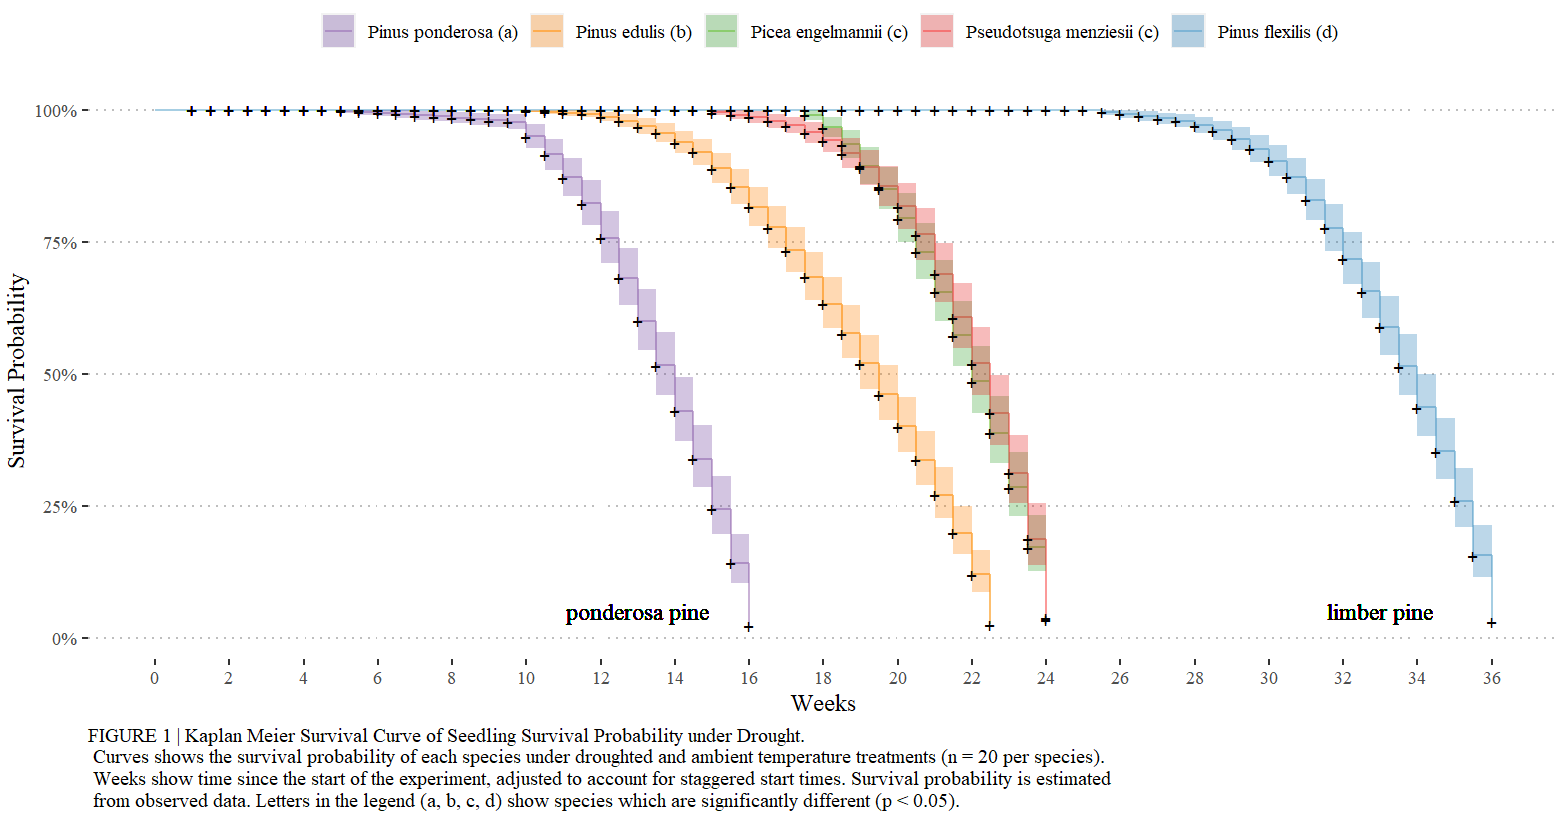 Pinus ponderosa (a) Pinus edulis (b) Picea engelmannii (c) Pseudotsuga menziesii (c) Pinus flexilis (d)
100%
75%
50%
25%
0%
Survival Probability
ponderosa pine
limber pine
0 2 4 6 8 10 12 14 16 18 20 22 24 26 28 30 32 34 36
Weeks
FIGURE 1 | Kaplan Meier Survival Curve of Seedling Survival Probability under Drought.
Curves shows the survival probability of each species under droughted and ambient temperature treatments (n = 20 per species).
Weeks show time since the start of the experiment, adjusted to account for staggered start times. Survival probability is estimated
from observed data. Letters in the legend (a, b, c, d) show species which are significantly different (p < 0.05).